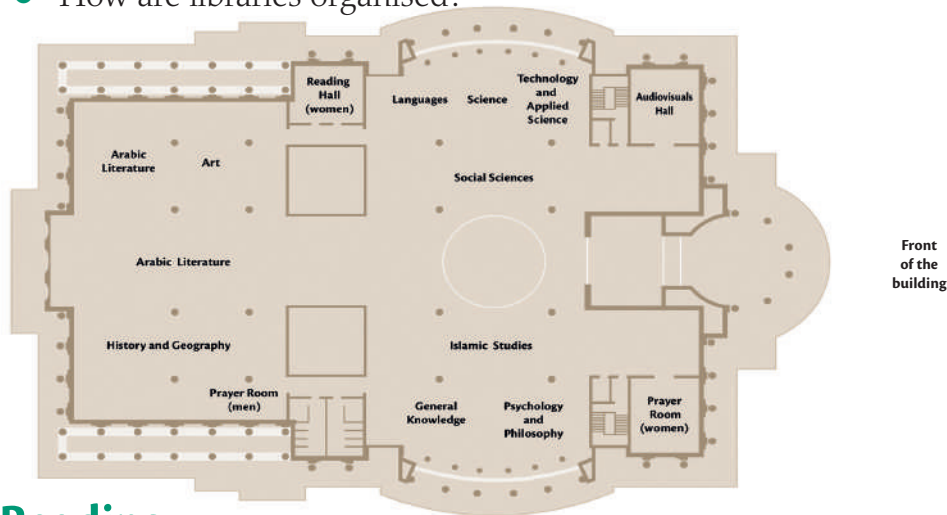 How are libraries organised?
Reading
Hall
(women)
Languages
Science
Technology
and
Applied
Science
Audiovisuals
Hall
Arabic
Literature
Art
Social Sciences
Arabic Literature
Front
of the
building
History and Geography
Islamic Studies
Prayer Room
(men)
General
Knowledge
Psychology
and
Philosophy
Prayer
Room
(women)
Reading